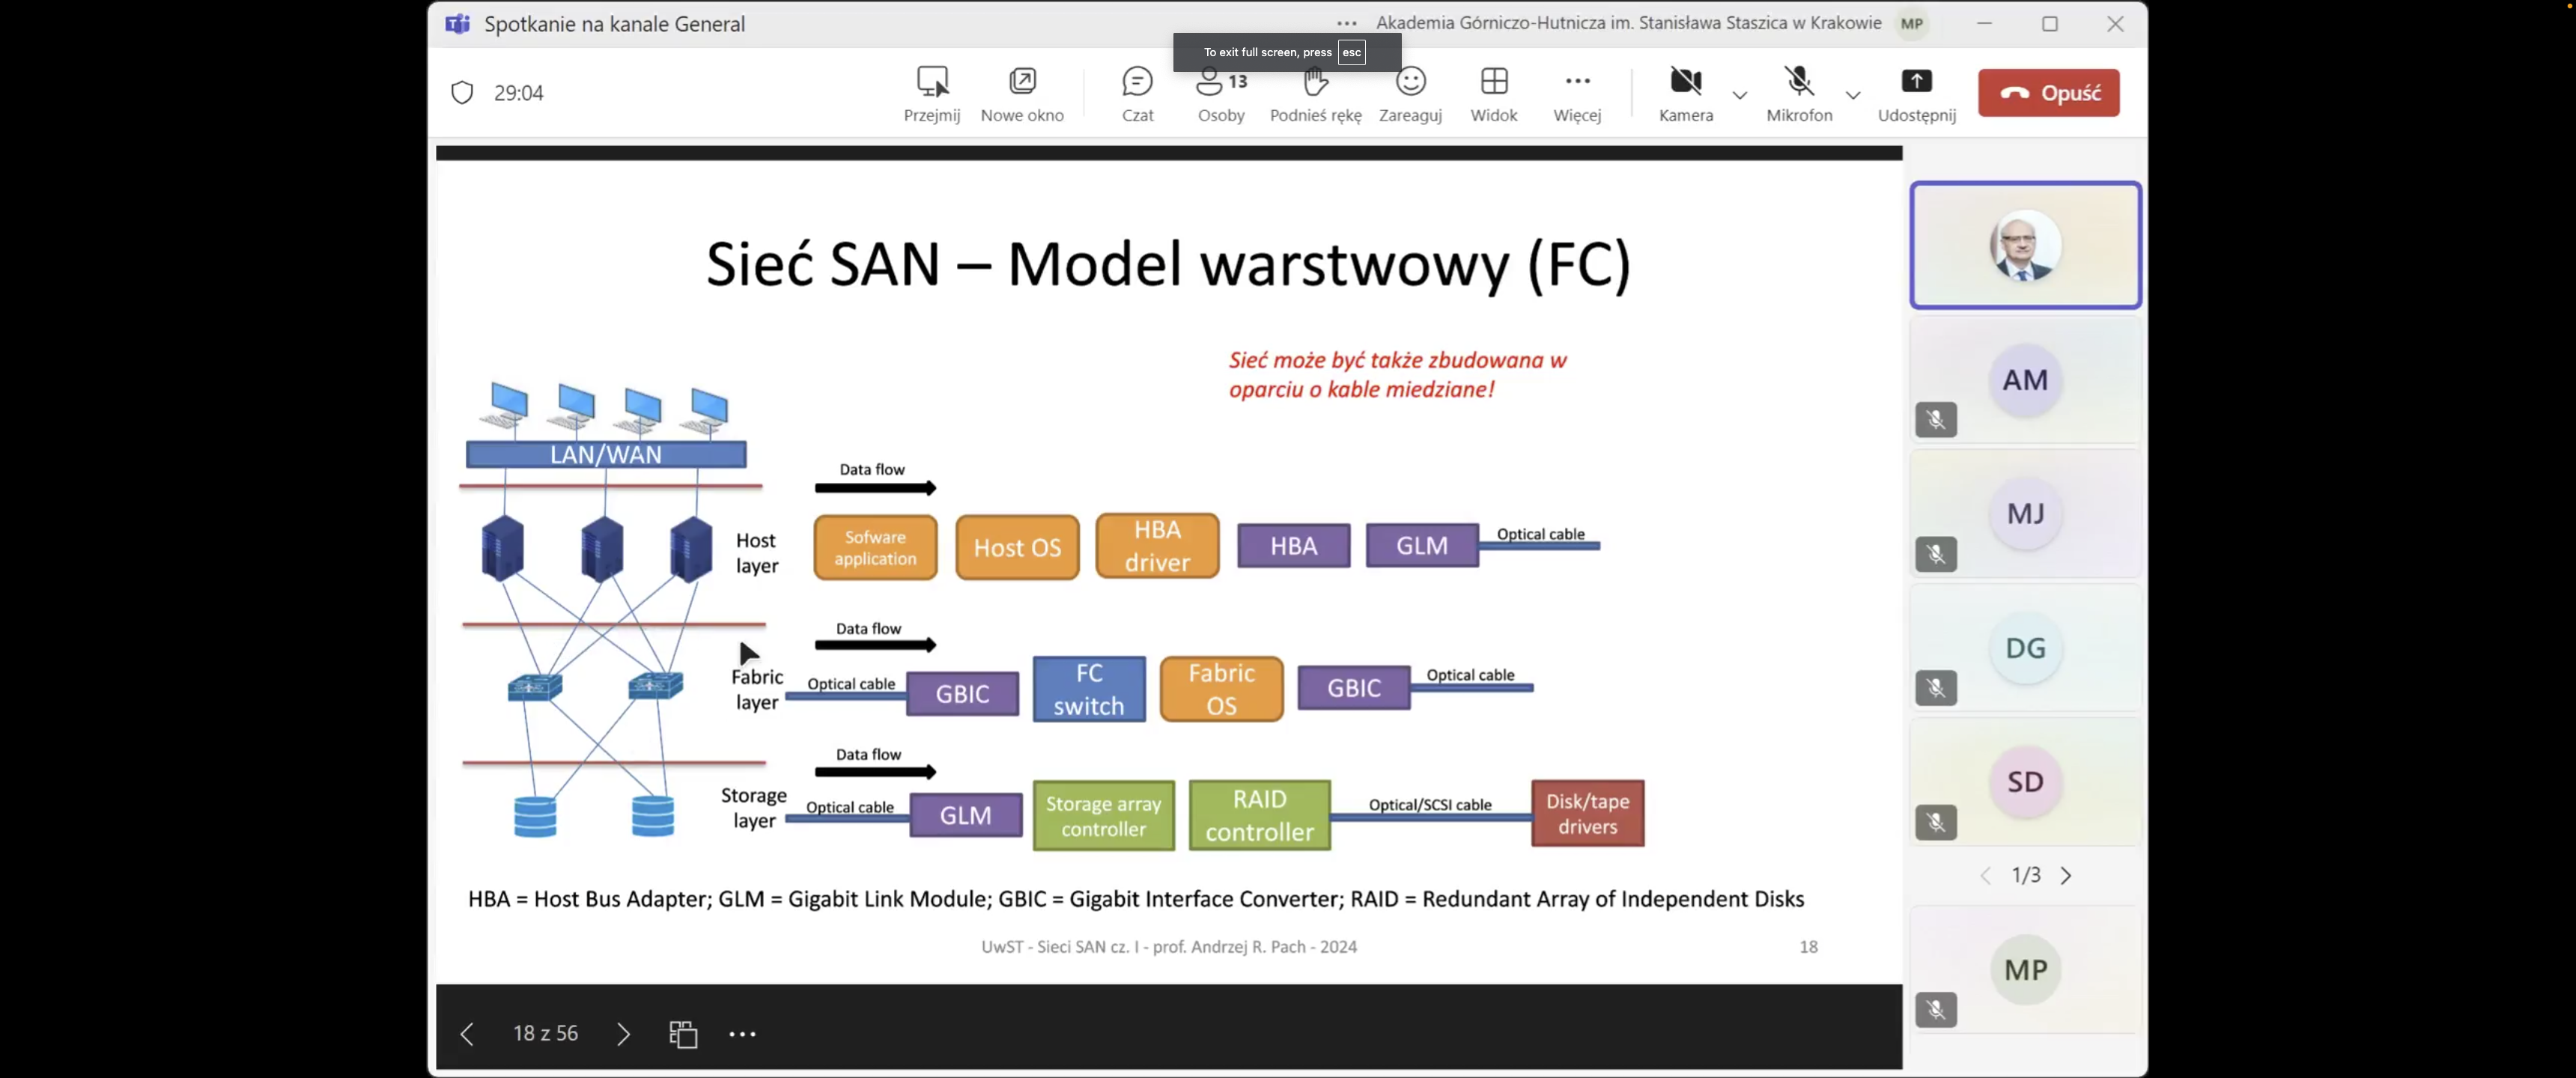 Spotkanie na kanale General
Akademia Górniczo-Hutnicza im. Stanisława Staszica w Krakowie
MP
To exit full screen, press esc
29:04
Przejmij
Nowe okno
Czat
13
Osoby
Podnieś rękę
Zareaguj
Widok
Więcej
Kamera
Mikrofon
Udostępnij
Opuść
Sieć SAN – Model warstwowy (FC)
Sieć może być także zbudowana w
oparciu o kable miedziane!
LAN/WAN
Data flow
Host
layer
Sofware
application
Host OS
HBA
driver
HBA
GLM
Optical cable
Data flow
Fabric
layer
Optical cable
GBIC
FC
switch
Fabric
OS
GBIC
Optical cable
Data flow
Storage
layer
Optical cable
GLM
Storage array
controller
RAID
controller
Optical/SCSI cable
Disk/tape
drivers
HBA = Host Bus Adapter; GLM = Gigabit Link Module; GBIC = Gigabit Interface Converter; RAID = Redundant Array of Independent Disks
UwST - Sieci SAN cz. I - prof. Andrzej R. Pach - 2024
18
18 z 56
AM
MJ
DG
SD
1/3
MP